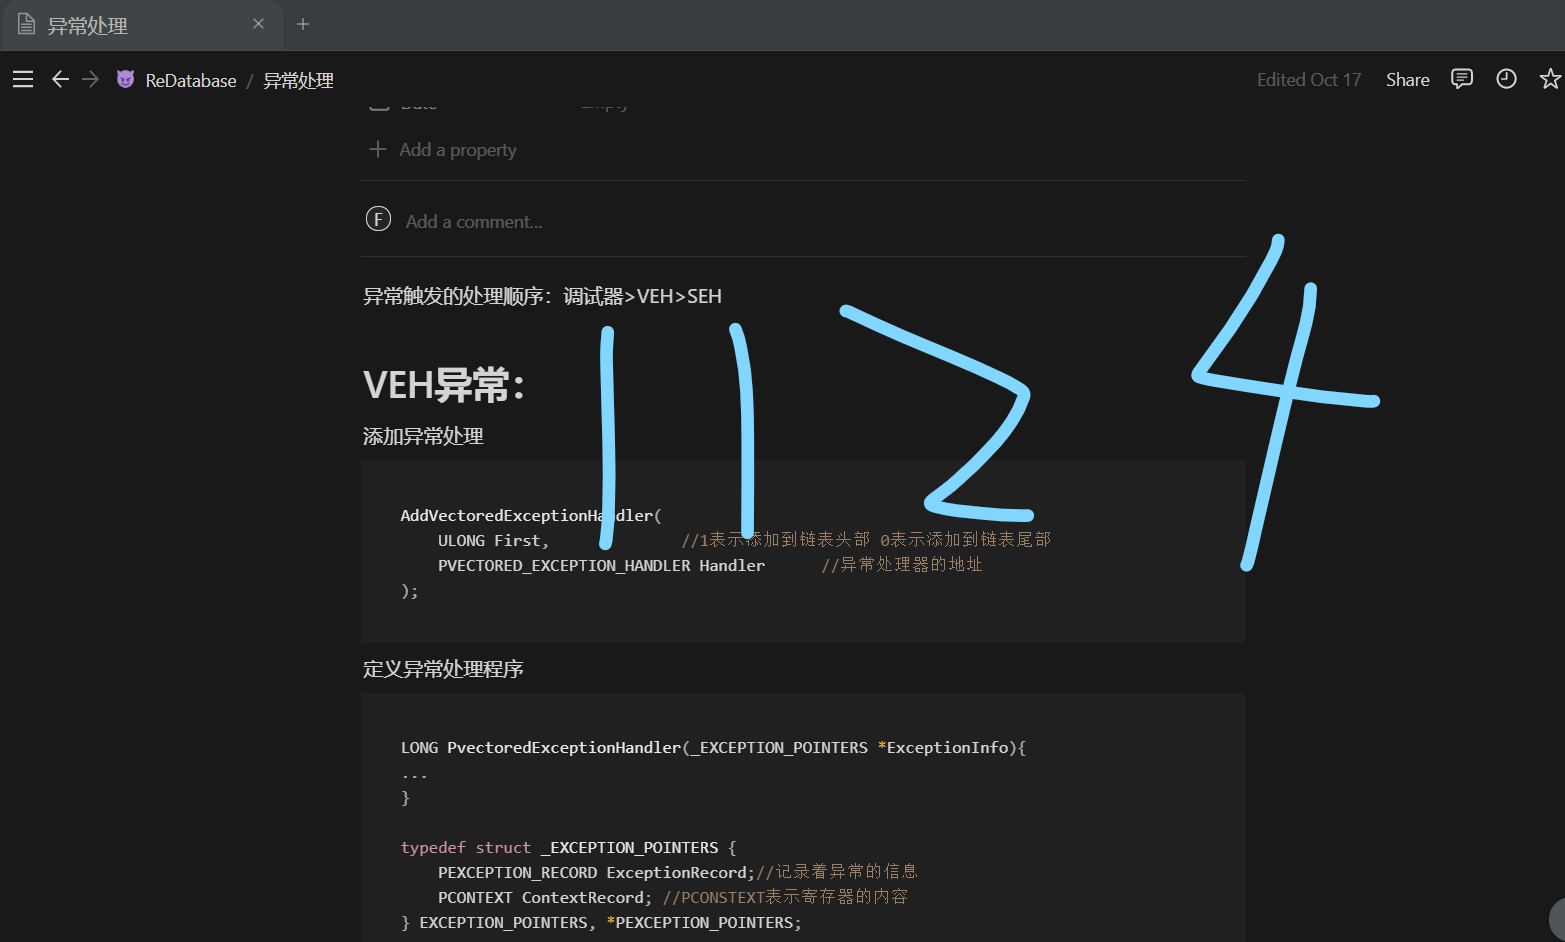 异常处理
ReDatabase / 异常处理
Edited Oct 17 Share
Date Empty
Add a property
F Add a comment...
异常触发的处理顺序：调试器>VEH>SEH
1124
VEH异常：
添加异常处理
AddVectoredExceptionHandler(
ULONG First, //1表示添加到链表头部 0表示添加到链表尾部
PVECTORED_EXCEPTION_HANDLER Handler //异常处理器的地址
);
定义异常处理程序
LONG PvectoredExceptionHandler(_EXCEPTION_POINTERS *ExceptionInfo){
...
}
typedef struct _EXCEPTION_POINTERS {
PEXCEPTION_RECORD ExceptionRecord;//记录着异常的信息
PCONTEXT ContextRecord; //PCONSTEXT表示寄存器的内容
} EXCEPTION_POINTERS, *PEXCEPTION_POINTERS;